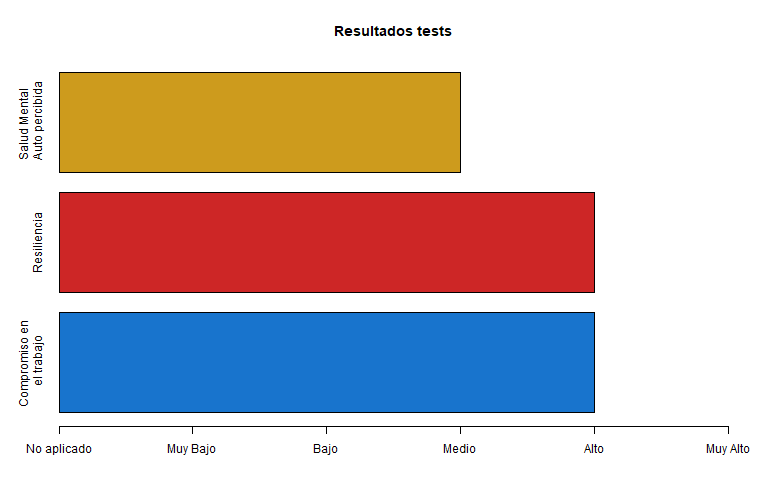 Resultados tests
Salud Mental
Auto percibida
Resiliencia
Compromiso en
el trabajo
No aplicado
Muy Bajo
Bajo
Medio
Alto
Muy Alto